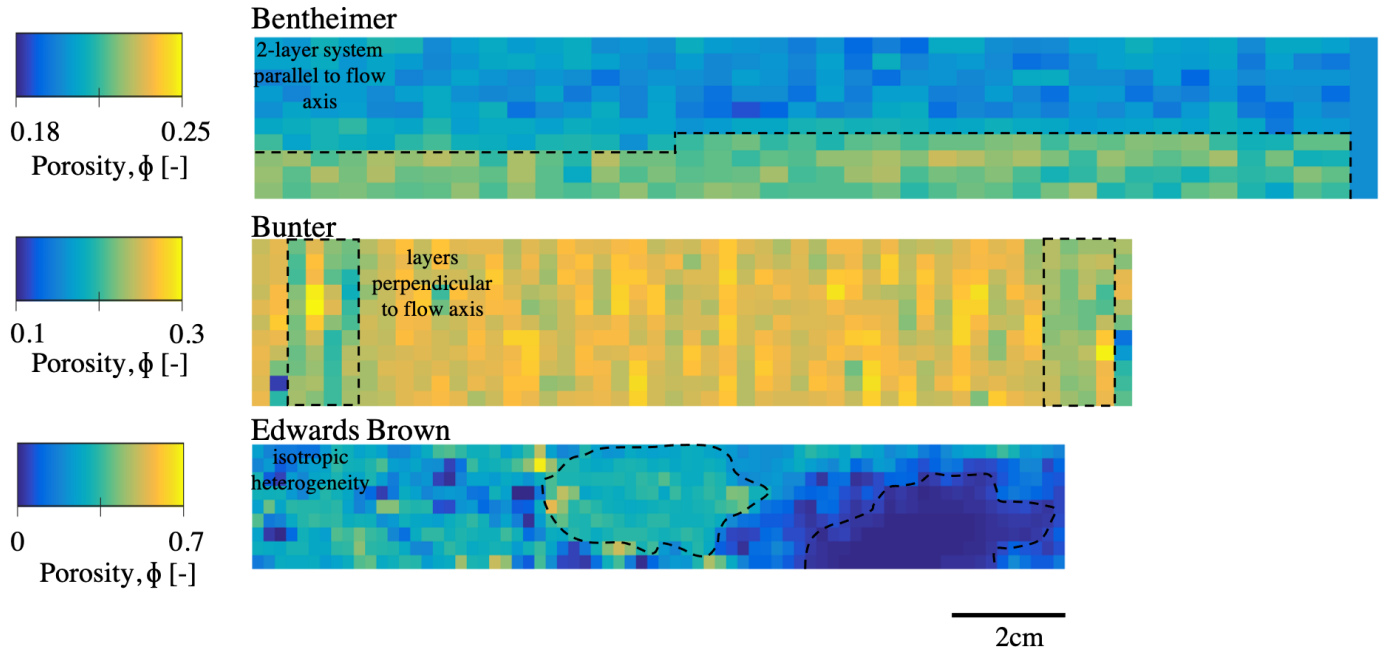 Bentheimer
2-layer system
parallel to flow
axis
0.18 0.25
Porosity, ϕ [-]
Bunter
layers
perpendicular
to flow axis
0.1 0.3
Porosity, ϕ [-]
Edwards Brown
isotropic
heterogeneity
0 0.7
Porosity, ϕ [-]
2cm